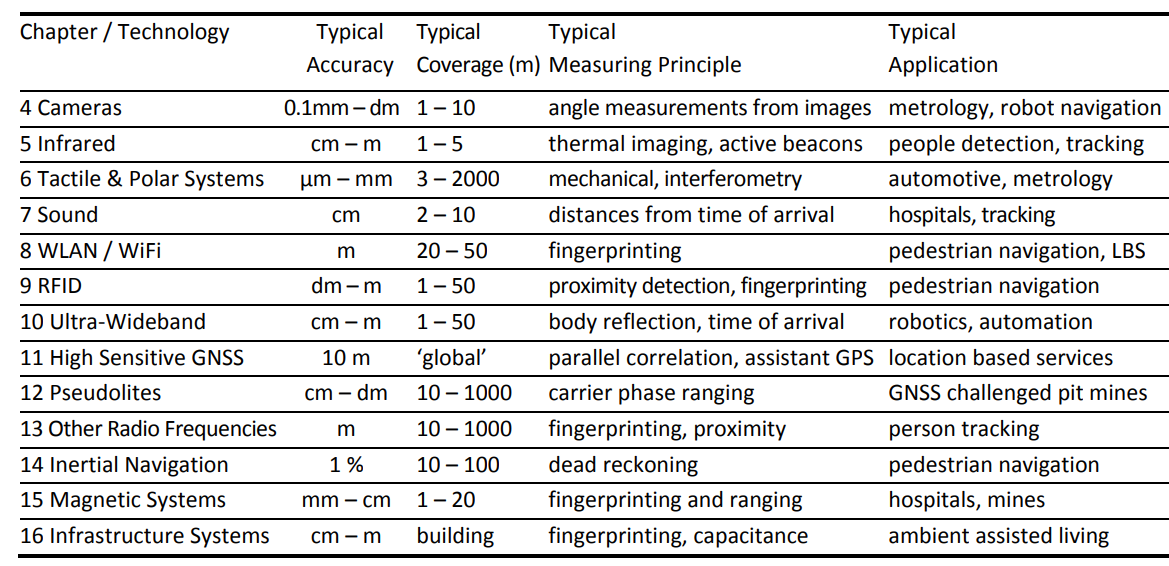 Chapter / Technology Typical Typical Typical Typical
Accuracy Coverage (m) Measuring Principle Application
4 Cameras 0.1mm – dm 1 – 10 angle measurements from images metrology, robot navigation
5 Infrared cm – m 1 – 5 thermal imaging, active beacons people detection, tracking
6 Tactile & Polar Systems μm – mm 3 – 2000 mechanical, interferometry automotive, metrology
7 Sound cm 2 – 10 distances from time of arrival hospitals, tracking
8 WLAN / WiFi m 20 – 50 fingerprinting pedestrian navigation, LBS
9 RFID dm – m 1 – 50 proximity detection, fingerprinting pedestrian navigation
10 Ultra-Wideband cm – m 1 – 50 body reflection, time of arrival robotics, automation
11 High Sensitive GNSS 10 m ‘global’ parallel correlation, assistant GPS location based services
12 Pseudolites cm – dm 10 – 1000 carrier phase ranging GNSS challenged pit mines
13 Other Radio Frequencies m 10 – 1000 fingerprinting, proximity person tracking
14 Inertial Navigation 1 % 10 – 100 dead reckoning pedestrian navigation
15 Magnetic Systems mm – cm 1 – 20 fingerprinting and ranging hospitals, mines
16 Infrastructure Systems cm – m building fingerprinting, capacitance ambient assisted living